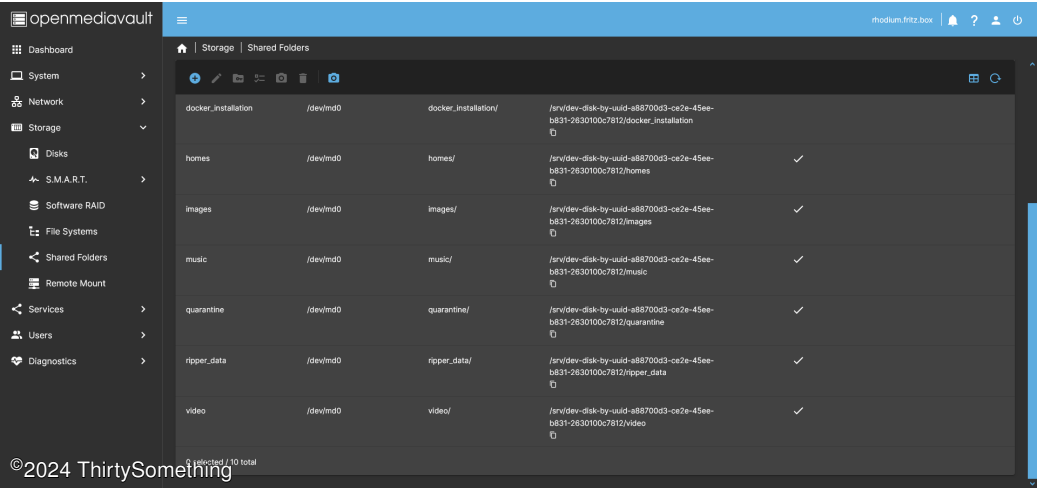 openmediavault
rhodium.fritz.box
Dashboard
System
Network
Storage
Disks
S.M.A.R.T.
Software RAID
File Systems
Shared Folders
Remote Mount
Services
Users
Diagnostics
| Storage | Shared Folders
docker_installation /dev/md0 docker_installation/ /srv/dev-disk-by-uuid-a88700d3-ce2e-45ee-
b831-2630100c7812/docker_installation
homes /dev/md0 homes/ /srv/dev-disk-by-uuid-a88700d3-ce2e-45ee-
b831-2630100c7812/homes
images /dev/md0 images/ /srv/dev-disk-by-uuid-a88700d3-ce2e-45ee-
b831-2630100c7812/images
music /dev/md0 music/ /srv/dev-disk-by-uuid-a88700d3-ce2e-45ee-
b831-2630100c7812/music
quarantine /dev/md0 quarantine/ /srv/dev-disk-by-uuid-a88700d3-ce2e-45ee-
b831-2630100c7812/quarantine
ripper_data /dev/md0 ripper_data/ /srv/dev-disk-by-uuid-a88700d3-ce2e-45ee-
b831-2630100c7812/ripper_data
video /dev/md0 video/ /srv/dev-disk-by-uuid-a88700d3-ce2e-45ee-
b831-2630100c7812/video
0 selected / 10 total
©2024 ThirtySomething